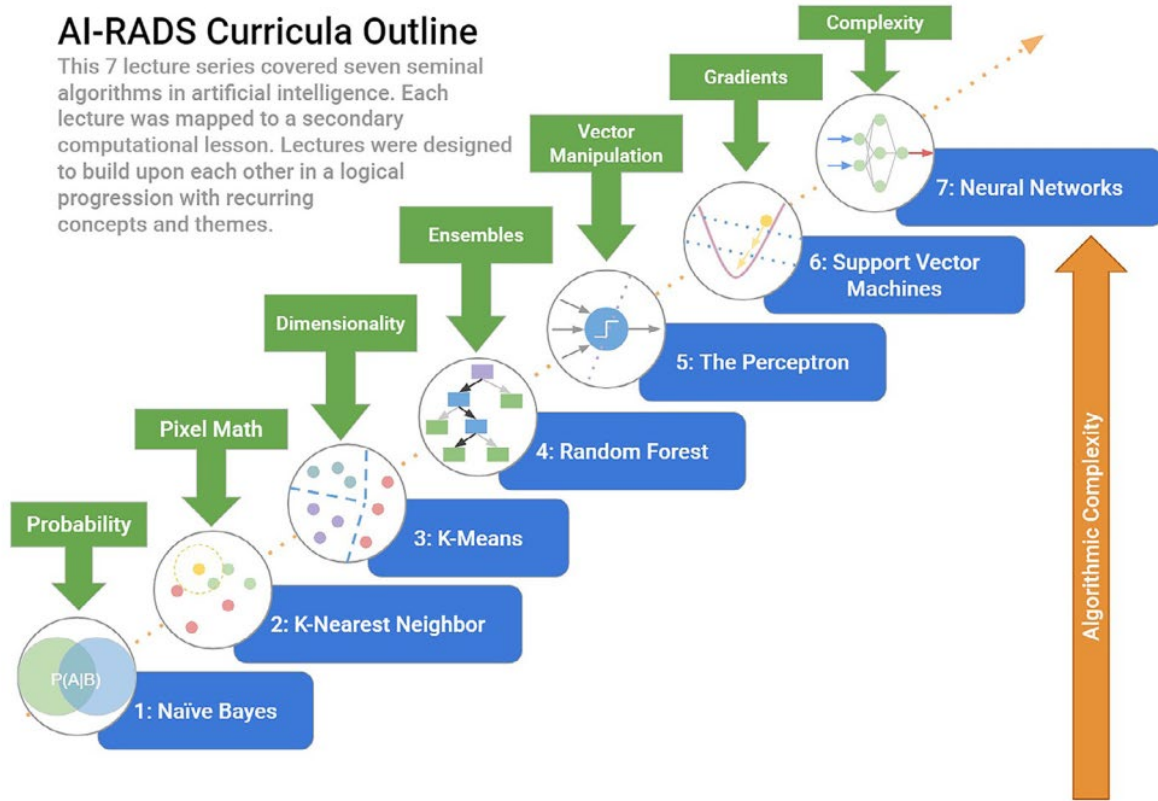 AI-RADS Curricula Outline
This 7 lecture series covered seven seminal
algorithms in artificial intelligence. Each
lecture was mapped to a secondary
computational lesson. Lectures were designed
to build upon each other in a logical
progression with recurring
concepts and themes.
Complexity
Gradients
Vector
Manipulation
7: Neural Networks
Ensembles
6: Support Vector
Machines
Dimensionality
5: The Perceptron
Pixel Math
4: Random Forest
Probability
3: K-Means
2: K-Nearest Neighbor
P(A|B)
1: Naïve Bayes
Algorithmic Complexity